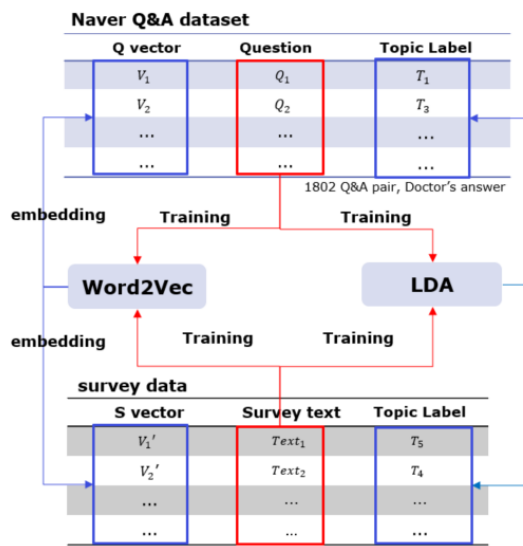 Naver Q&A dataset
Q vector Question Topic Label
V₁ Q₁ T₁
V₂ Q₂ T₃
... ... ...
... ... ...
1802 Q&A pair, Doctor's answer
embedding Training Training
Word2Vec LDA
embedding Training Training
survey data
S vector Survey text Topic Label
V₁' Text₁ T₅
V₂' Text₂ T₄
... ... ...
... ... ...